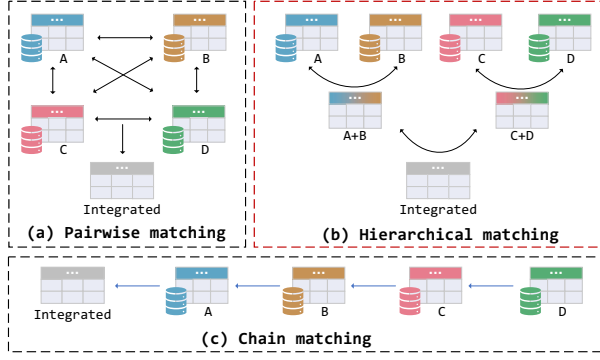 A
B
C
D
Integrated
(a) Pairwise matching
A
B
C
D
A+B
C+D
Integrated
(b) Hierarchical matching
Integrated
A
B
C
D
(c) Chain matching